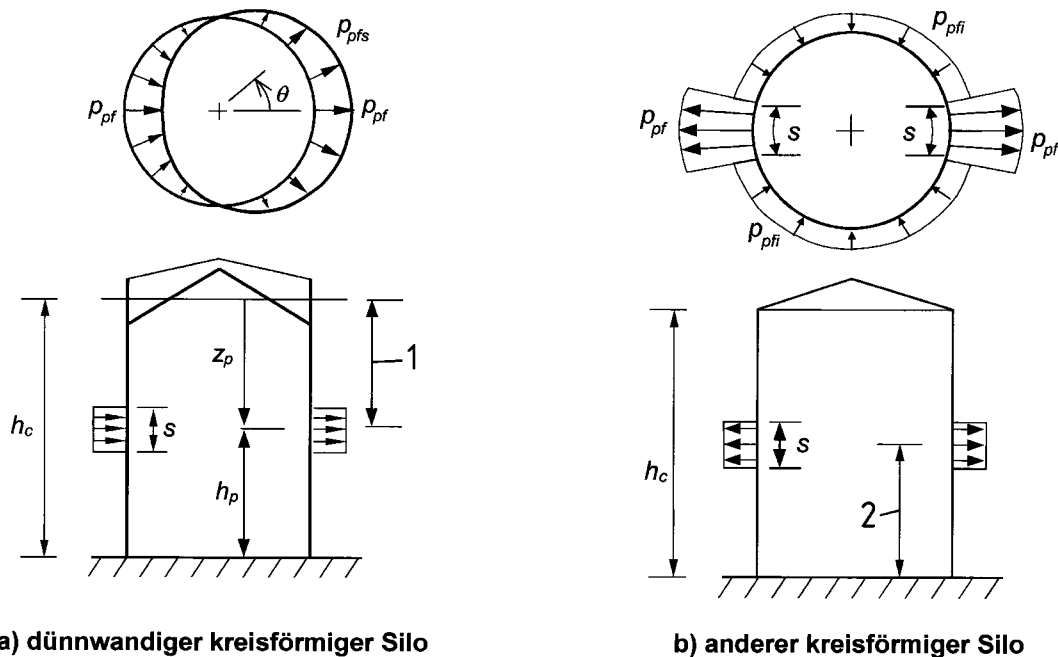 p_pfs
θ
p_pf
p_pf
z_p
1
h_c
s
h_p
a) dünnwandiger kreisförmiger Silo
p_pfi
p_pf
s
s
p_pf
p_pfi
h_c
s
2
b) anderer kreisförmiger Silo